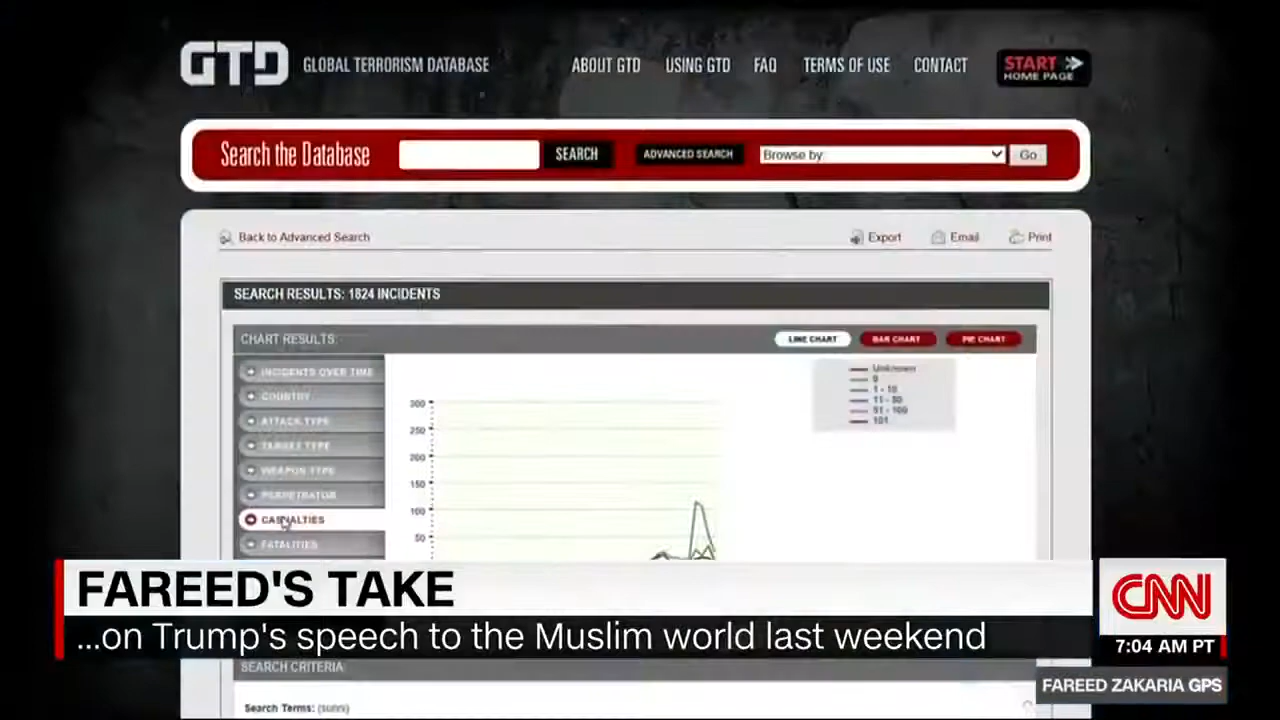 GTD GLOBAL TERRORISM DATABASE ABOUT GTD USING GTD FAQ TERMS OF USE CONTACT START HOME PAGE
Search the Database SEARCH ADVANCED SEARCH Browse by: Go
Back to Advanced Search Export Email Print
SEARCH RESULTS: 1824 INCIDENTS
CHART RESULTS: LINE CHART BAR CHART PIE CHART
INCIDENTS OVER TIME
COUNTRY
ATTACK TYPE
TARGET TYPE
WEAPON TYPE
PERPETRATOR
CASUALTIES
FATALITIES
300
250
200
150
100
50
Unknown
0
1 - 10
11 - 50
51 - 100
101
FAREED'S TAKE
...on Trump's speech to the Muslim world last weekend
CNN
7:04 AM PT
FAREED ZAKARIA GPS
SEARCH CRITERIA:
Search Terms: (sunni)